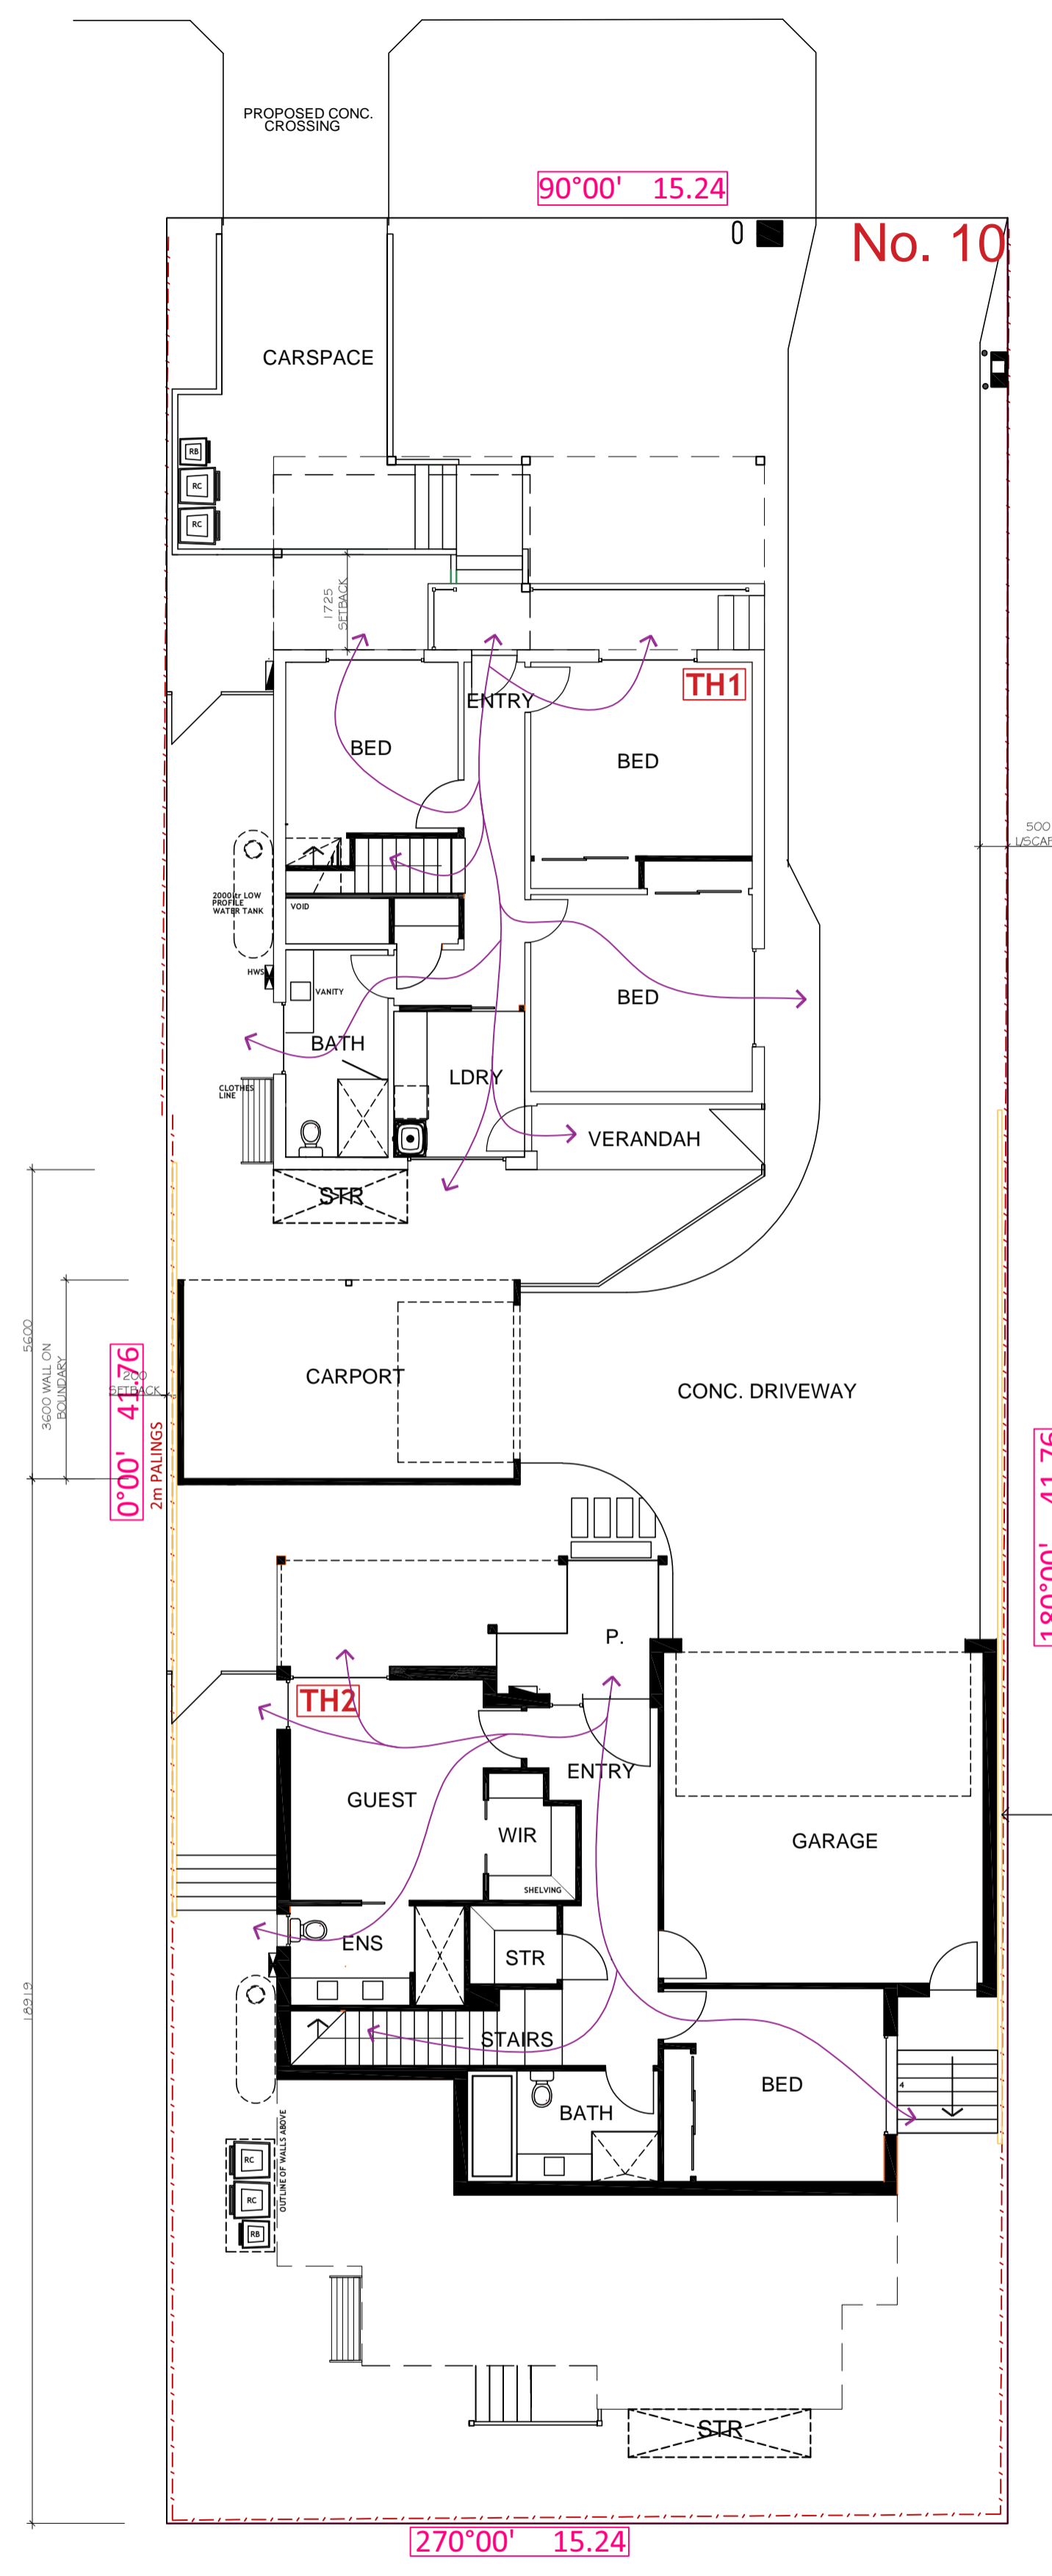 PROPOSED CONC.
CROSSING
90°00' 15.24
No. 10
CARSPACE
RB
RC
RC
1725
SETBACK
TH1
ENTRY
BED
BED
500
VOID
2000ltr LOW
PROFILE
WATER TANK
HWS
VANITY
BED
BATH
LDRY
CLOTHES
LINE
VERANDAH
STR
5600
3600 WALL ON
BOUNDARY
0°00' 41.76
SETBACK
2m PALINGS
CARPORT
CONC. DRIVEWAY
180°00' 41.76
P.
TH2
ENTRY
GUEST
WIR
GARAGE
SHELVING
ENS
STR
18919
STAIRS
BED
4
BATH
OUTLINE OF WALLS ABOVE
RC
RC
RB
STR
270°00' 15.24